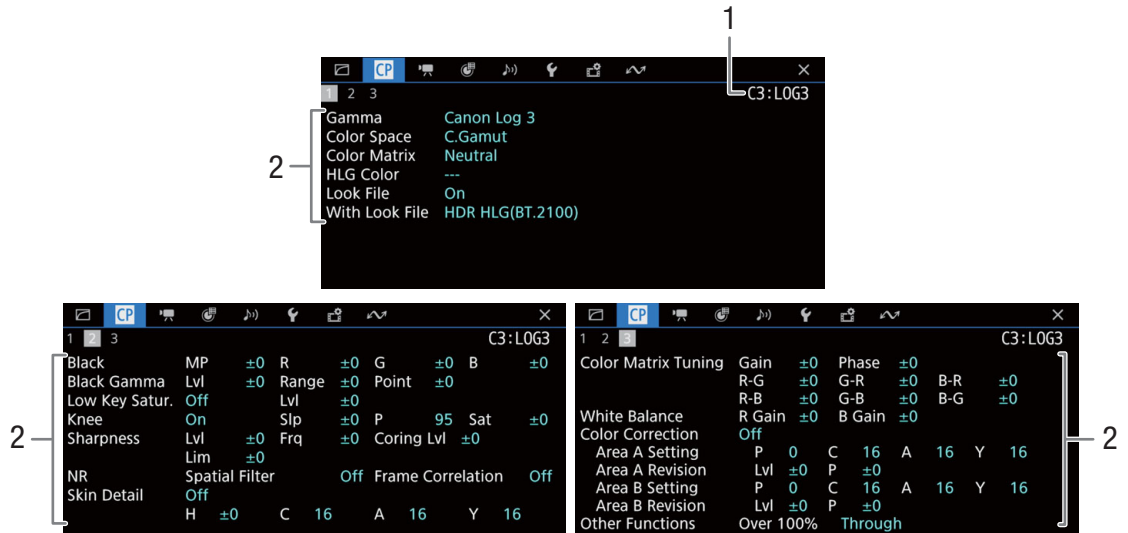 1
CP
1 2 3 C3:LOG3
Gamma Canon Log 3
Color Space C.Gamut
Color Matrix Neutral
HLG Color ---
Look File On
With Look File HDR HLG(BT.2100)
2
CP
1 2 3 C3:LOG3
Black MP ±0 R ±0 G ±0 B ±0
Black Gamma Lvl ±0 Range ±0 Point ±0
Low Key Satur. Off Lvl ±0
Knee On Slp ±0 P 95 Sat ±0
Sharpness Lvl ±0 Frq ±0 Coring Lvl ±0
Lim ±0
NR Spatial Filter Off Frame Correlation Off
Skin Detail Off
H ±0 C 16 A 16 Y 16
2
CP
1 2 3 C3:LOG3
Color Matrix Tuning Gain ±0 Phase ±0
R-G ±0 G-R ±0 B-R ±0
R-B ±0 G-B ±0 B-G ±0
White Balance R Gain ±0 B Gain ±0
Color Correction Off
Area A Setting P 0 C 16 A 16 Y 16
Area A Revision Lvl ±0 P ±0
Area B Setting P 0 C 16 A 16 Y 16
Area B Revision Lvl ±0 P ±0
Other Functions Over 100% Through
2